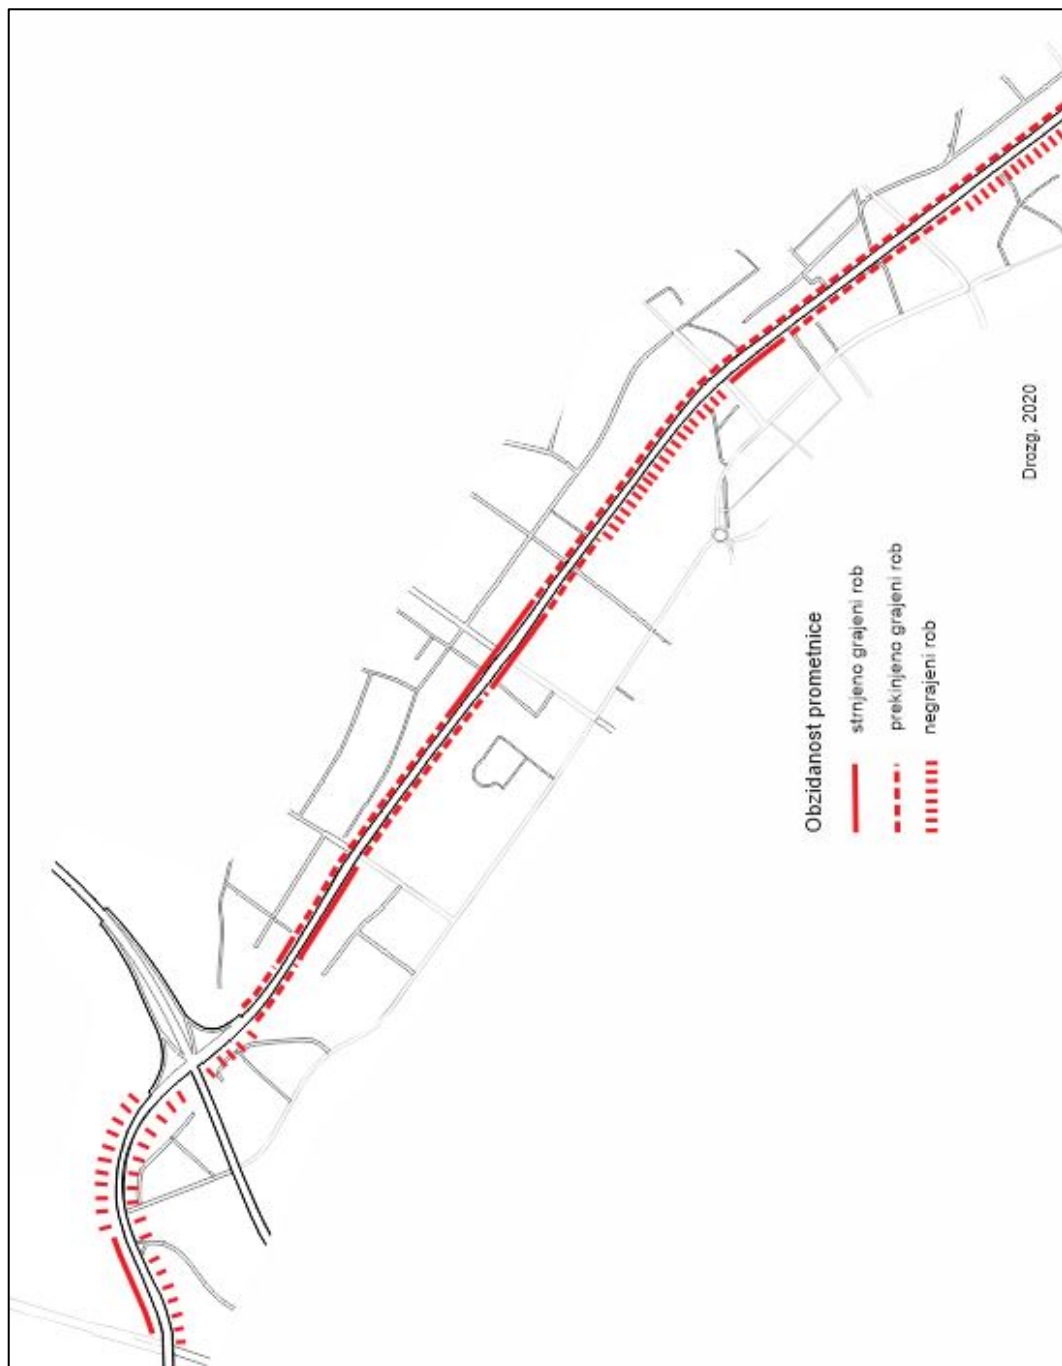 Obzidanost prometnice
strnjeno grajeni rob
prekinjeno grajeni rob
negrajeni rob
Drozg, 2020